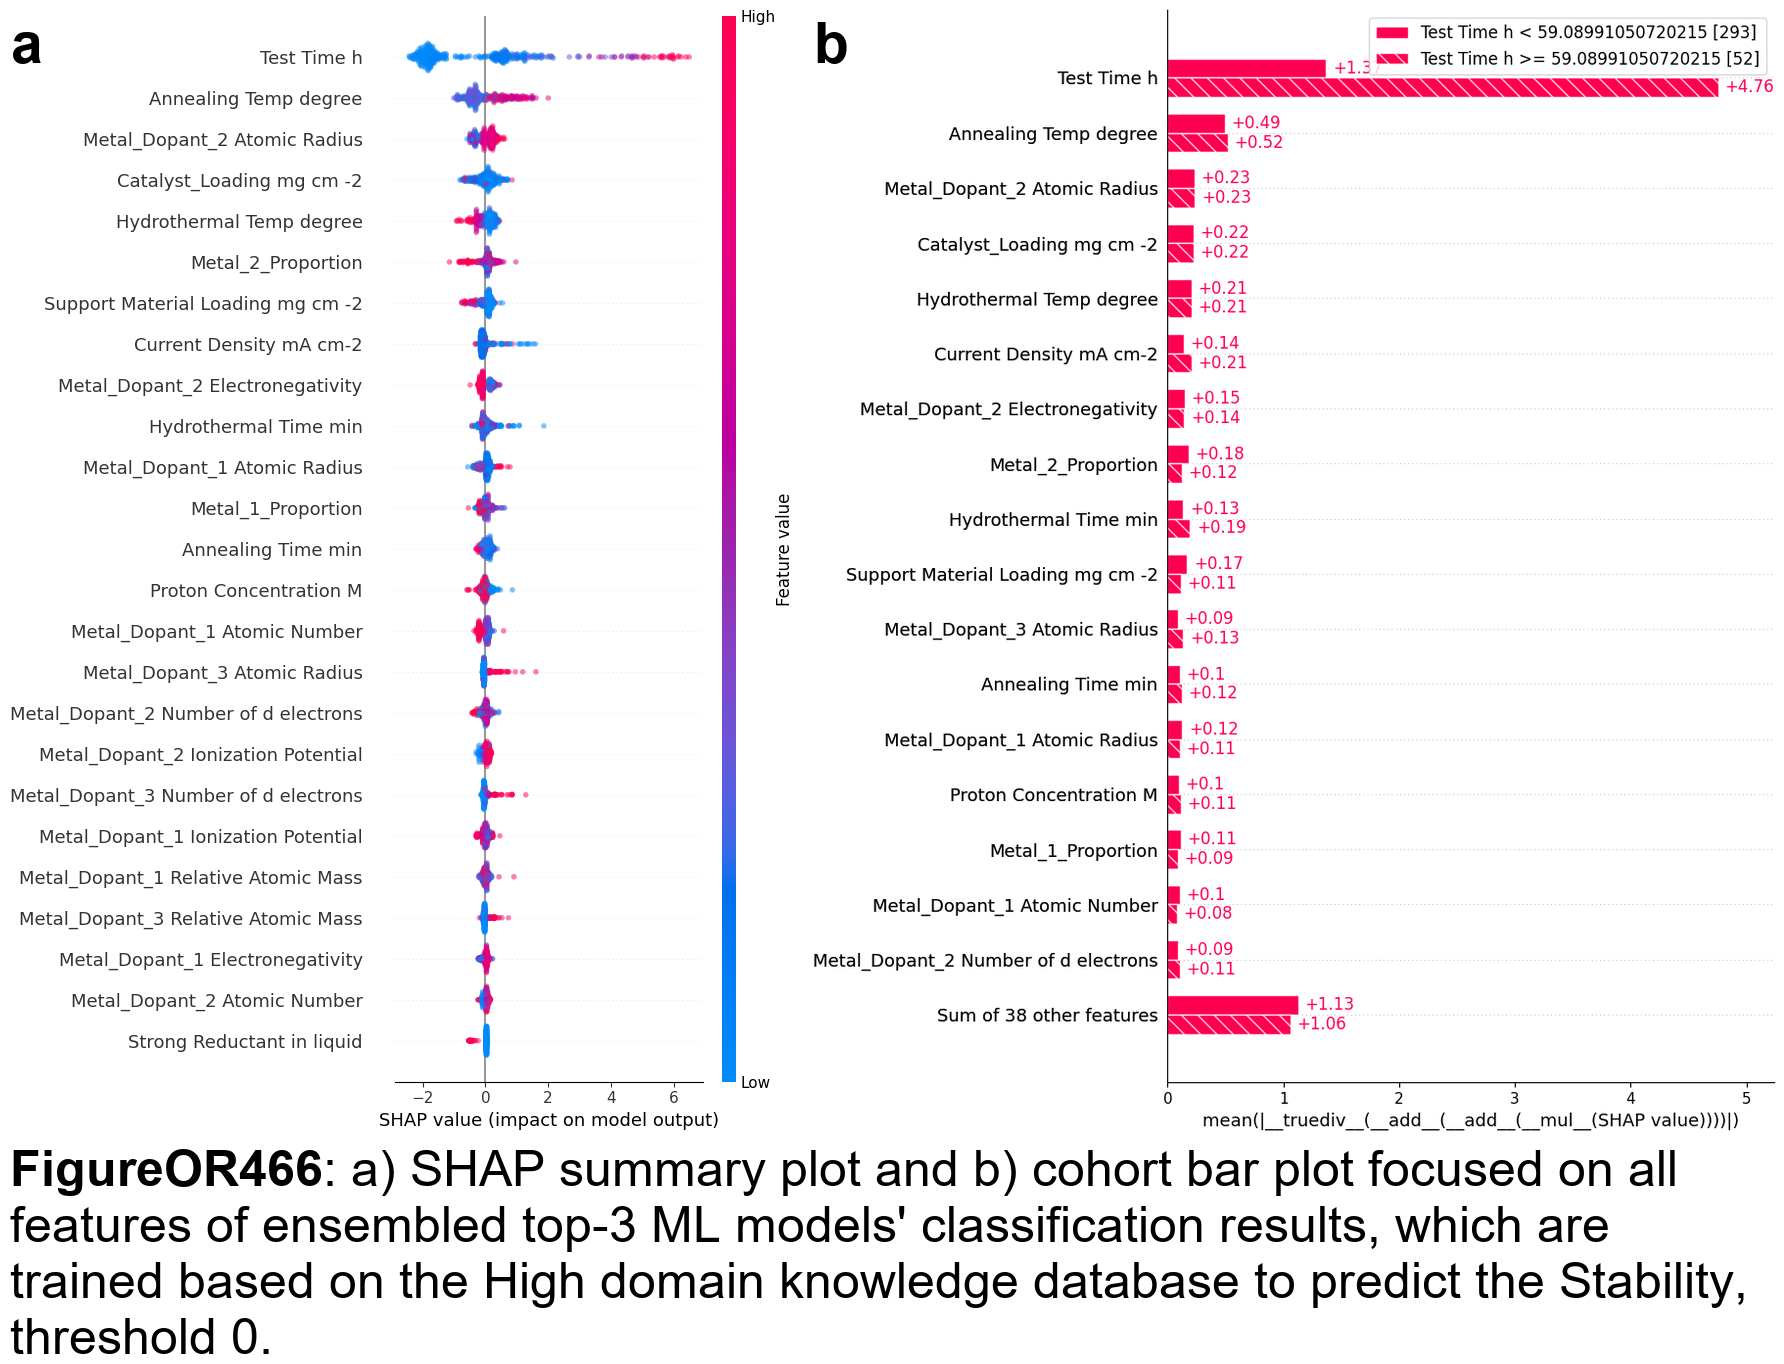 a
Test Time h
Annealing Temp degree
Metal_Dopant_2 Atomic Radius
Catalyst_Loading mg cm -2
Hydrothermal Temp degree
Metal_2_Proportion
Support Material Loading mg cm -2
Current Density mA cm-2
Metal_Dopant_2 Electronegativity
Hydrothermal Time min
Metal_Dopant_1 Atomic Radius
Metal_1_Proportion
Annealing Time min
Proton Concentration M
Metal_Dopant_1 Atomic Number
Metal_Dopant_3 Atomic Radius
Metal_Dopant_2 Number of d electrons
Metal_Dopant_2 Ionization Potential
Metal_Dopant_3 Number of d electrons
Metal_Dopant_1 Ionization Potential
Metal_Dopant_1 Relative Atomic Mass
Metal_Dopant_3 Relative Atomic Mass
Metal_Dopant_1 Electronegativity
Metal_Dopant_2 Atomic Number
Strong Reductant in liquid
−2 0 2 4 6
SHAP value (impact on model output)
High
Feature value
Low
b
Test Time h < 59.08991050720215 [293]
Test Time h >= 59.08991050720215 [52]
Test Time h
+4.76
Annealing Temp degree
+0.49
+0.52
Metal_Dopant_2 Atomic Radius
+0.23
+0.23
Catalyst_Loading mg cm -2
+0.22
+0.22
Hydrothermal Temp degree
+0.21
+0.21
Current Density mA cm-2
+0.14
+0.21
Metal_Dopant_2 Electronegativity
+0.15
+0.14
Metal_2_Proportion
+0.18
+0.12
Hydrothermal Time min
+0.13
+0.19
Support Material Loading mg cm -2
+0.17
+0.11
Metal_Dopant_3 Atomic Radius
+0.09
+0.13
Annealing Time min
+0.1
+0.12
Metal_Dopant_1 Atomic Radius
+0.12
+0.11
Proton Concentration M
+0.1
+0.11
Metal_1_Proportion
+0.11
+0.09
Metal_Dopant_1 Atomic Number
+0.1
+0.08
Metal_Dopant_2 Number of d electrons
+0.09
+0.11
Sum of 38 other features
+1.13
+1.06
0 1 2 3 4 5
mean(|__truediv__(__add__(__add__(__mul__(SHAP value))))|)
FigureOR466: a) SHAP summary plot and b) cohort bar plot focused on all
features of ensembled top-3 ML models' classification results, which are
trained based on the High domain knowledge database to predict the Stability,
threshold 0.